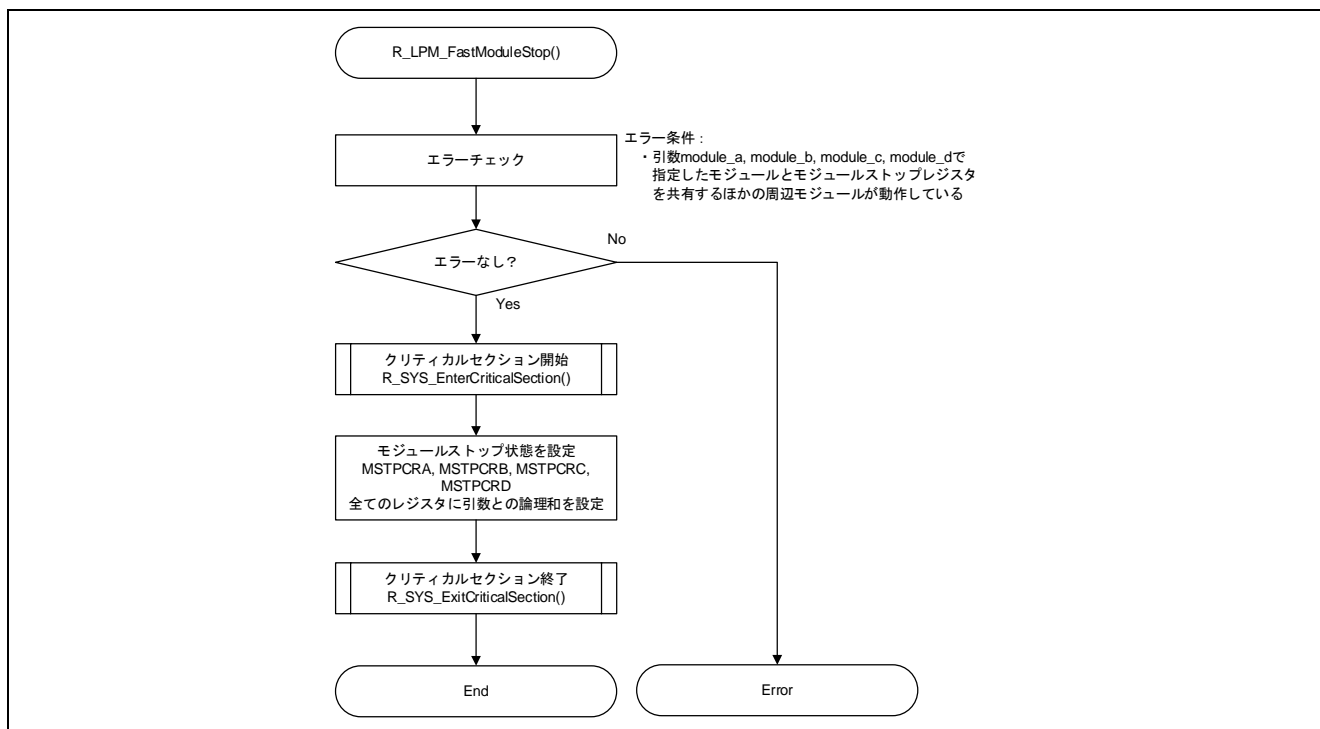 R_LPM_FastModuleStop()
エラーチェック
エラー条件：
・引数module_a, module_b, module_c, module_dで
指定したモジュールとモジュールストップレジスタ
を共有するほかの周辺モジュールが動作している
エラーなし？
No
Yes
クリティカルセクション開始
R_SYS_EnterCriticalSection()
モジュールストップ状態を設定
MSTPCRA, MSTPCRB, MSTPCRC,
MSTPCRD
全てのレジスタに引数との論理和を設定
クリティカルセクション終了
R_SYS_ExitCriticalSection()
End
Error